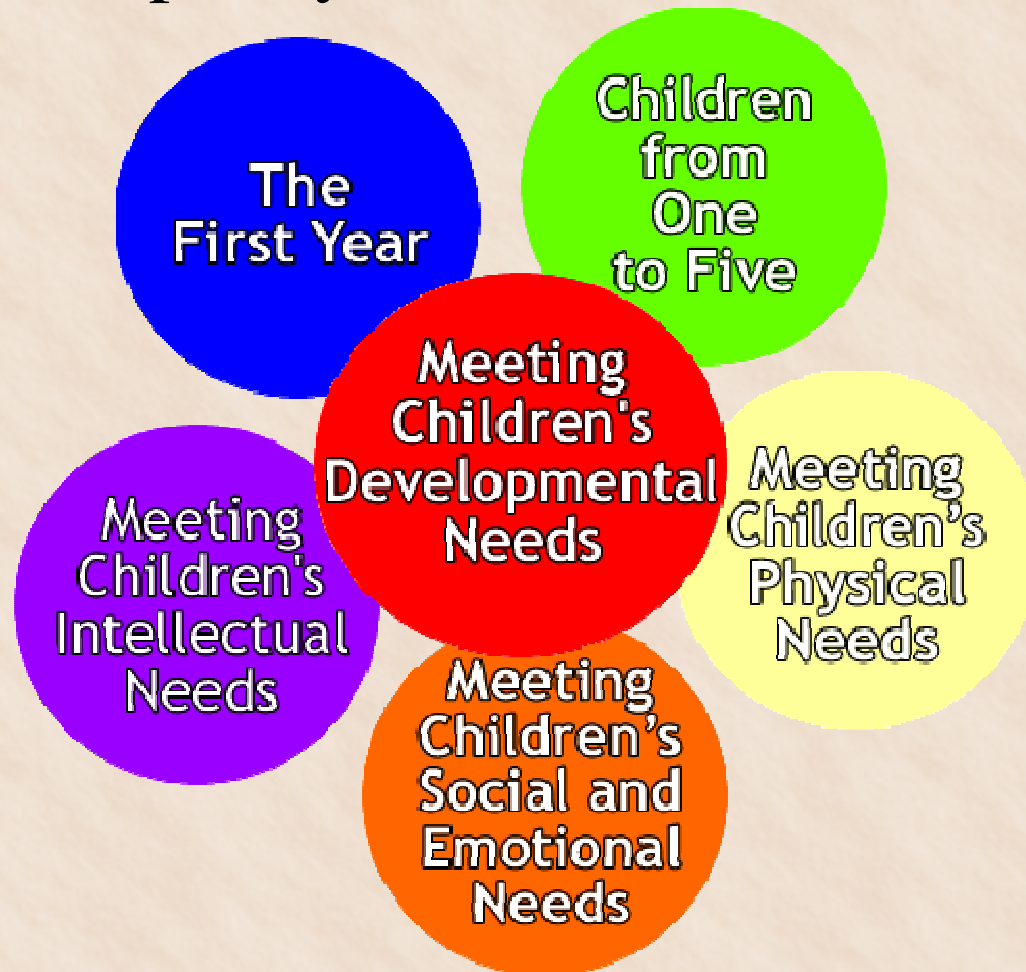 The
First Year
Children
from
One
to Five
Meeting
Children's
Developmental
Needs
Meeting
Children’s
Physical
Needs
Meeting
Children's
Intellectual
Needs
Meeting
Children’s
Social and
Emotional
Needs